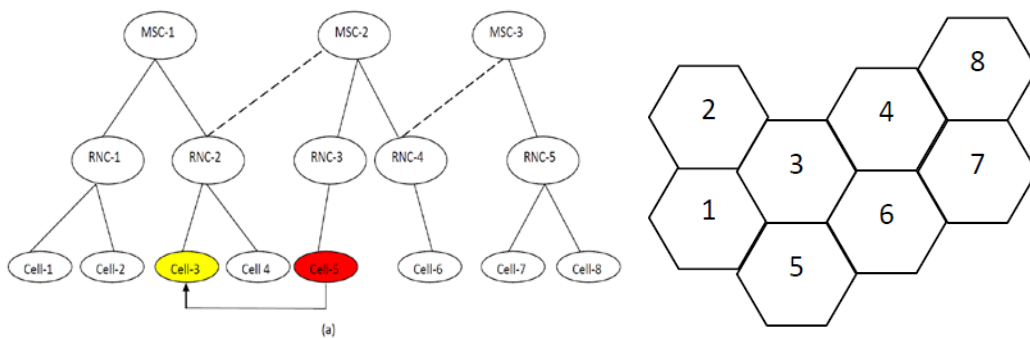 MSC-1 MSC-2 MSC-3
RNC-1 RNC-2 RNC-3 RNC-4 RNC-5
Cell-1 Cell-2 Cell-3 Cell 4 Cell-5 Cell-6 Cell-7 Cell-8
(a)
8
2 4
3 7
1 6
5